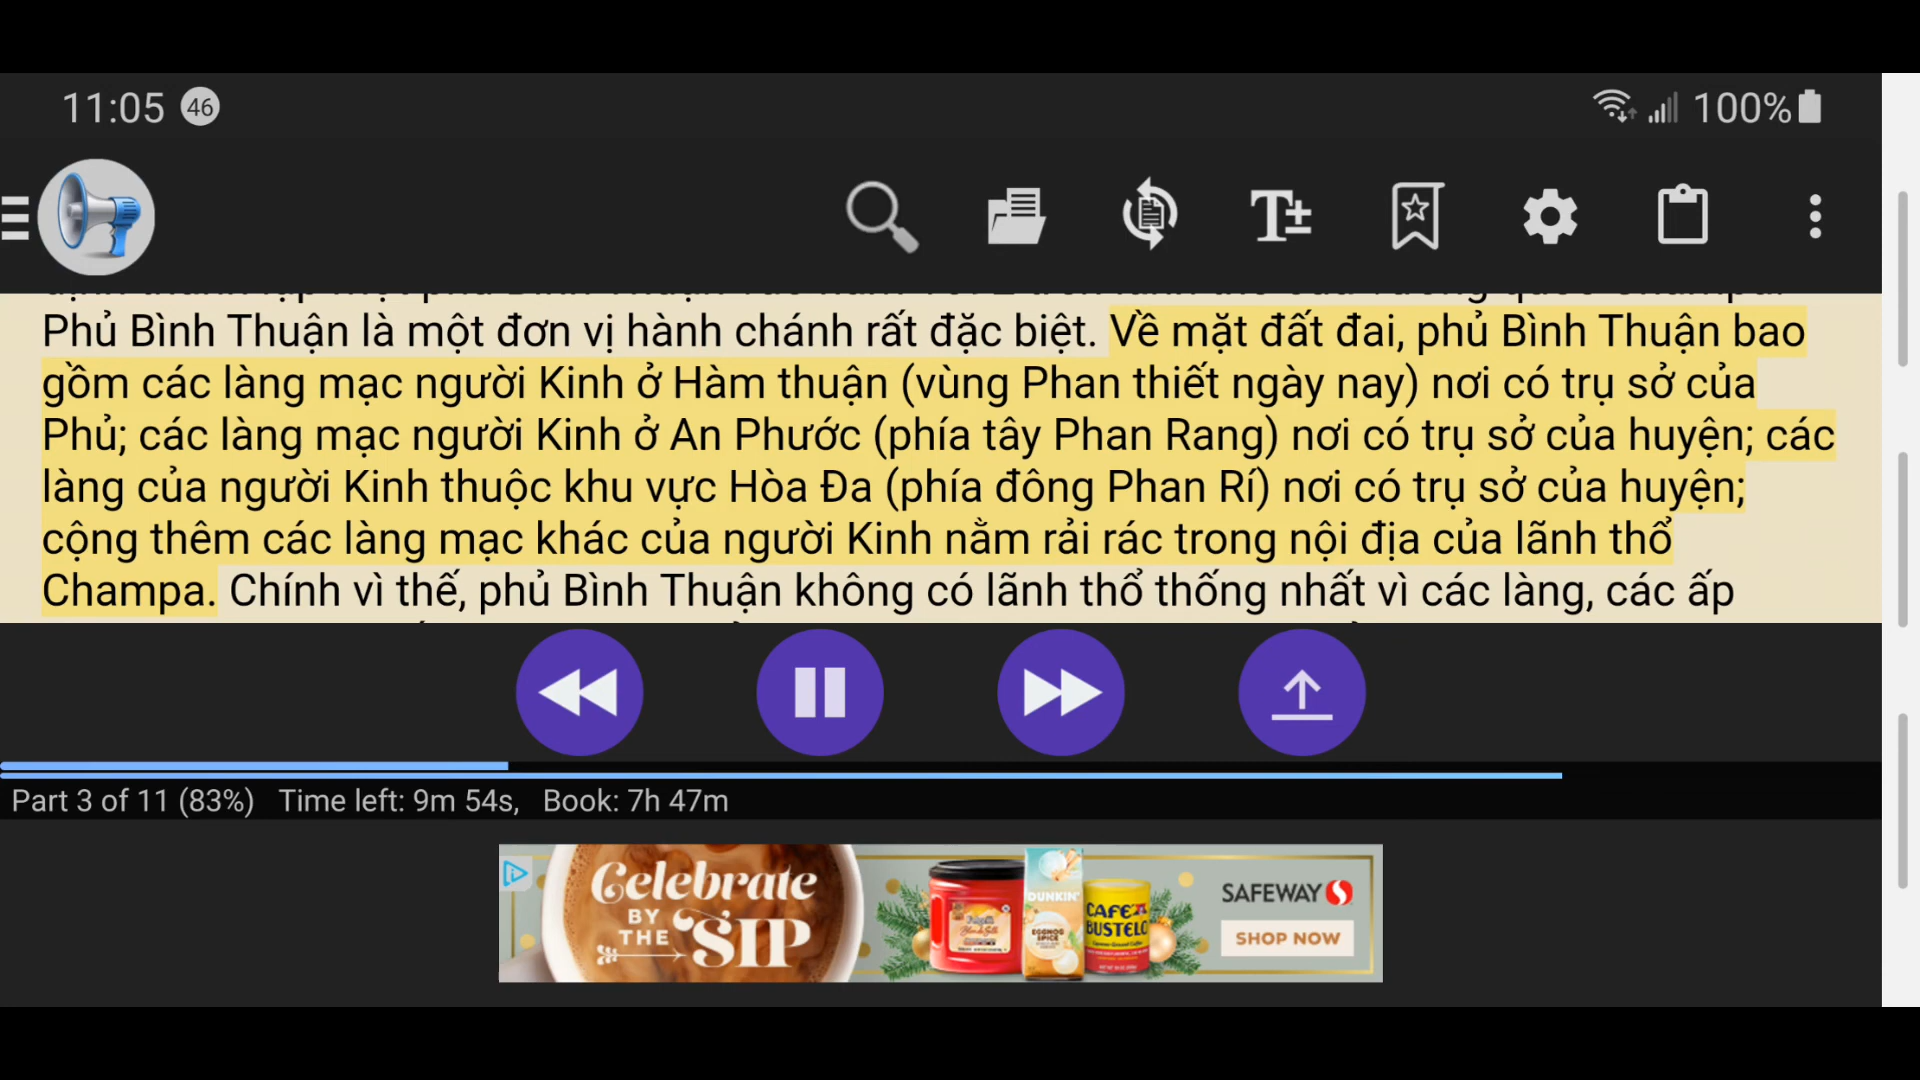 11:05 46 100%
Phủ Bình Thuận là một đơn vị hành chánh rất đặc biệt. Về mặt đất đai, phủ Bình Thuận bao
gồm các làng mạc người Kinh ở Hàm thuận (vùng Phan thiết ngày nay) nơi có trụ sở của
Phủ; các làng mạc người Kinh ở An Phước (phía tây Phan Rang) nơi có trụ sở của huyện; các
làng của người Kinh thuộc khu vực Hòa Đa (phía đông Phan Rí) nơi có trụ sở của huyện;
cộng thêm các làng mạc khác của người Kinh nằm rải rác trong nội địa của lãnh thổ
Champa. Chính vì thế, phủ Bình Thuận không có lãnh thổ thống nhất vì các làng, các ấp
Part 3 of 11 (83%) Time left: 9m 54s, Book: 7h 47m
Celebrate
BY
THE
SIP
DUNKIN'
EGGNOG
SPICE
CAFÉ
BUSTELO
SAFEWAY
SHOP NOW